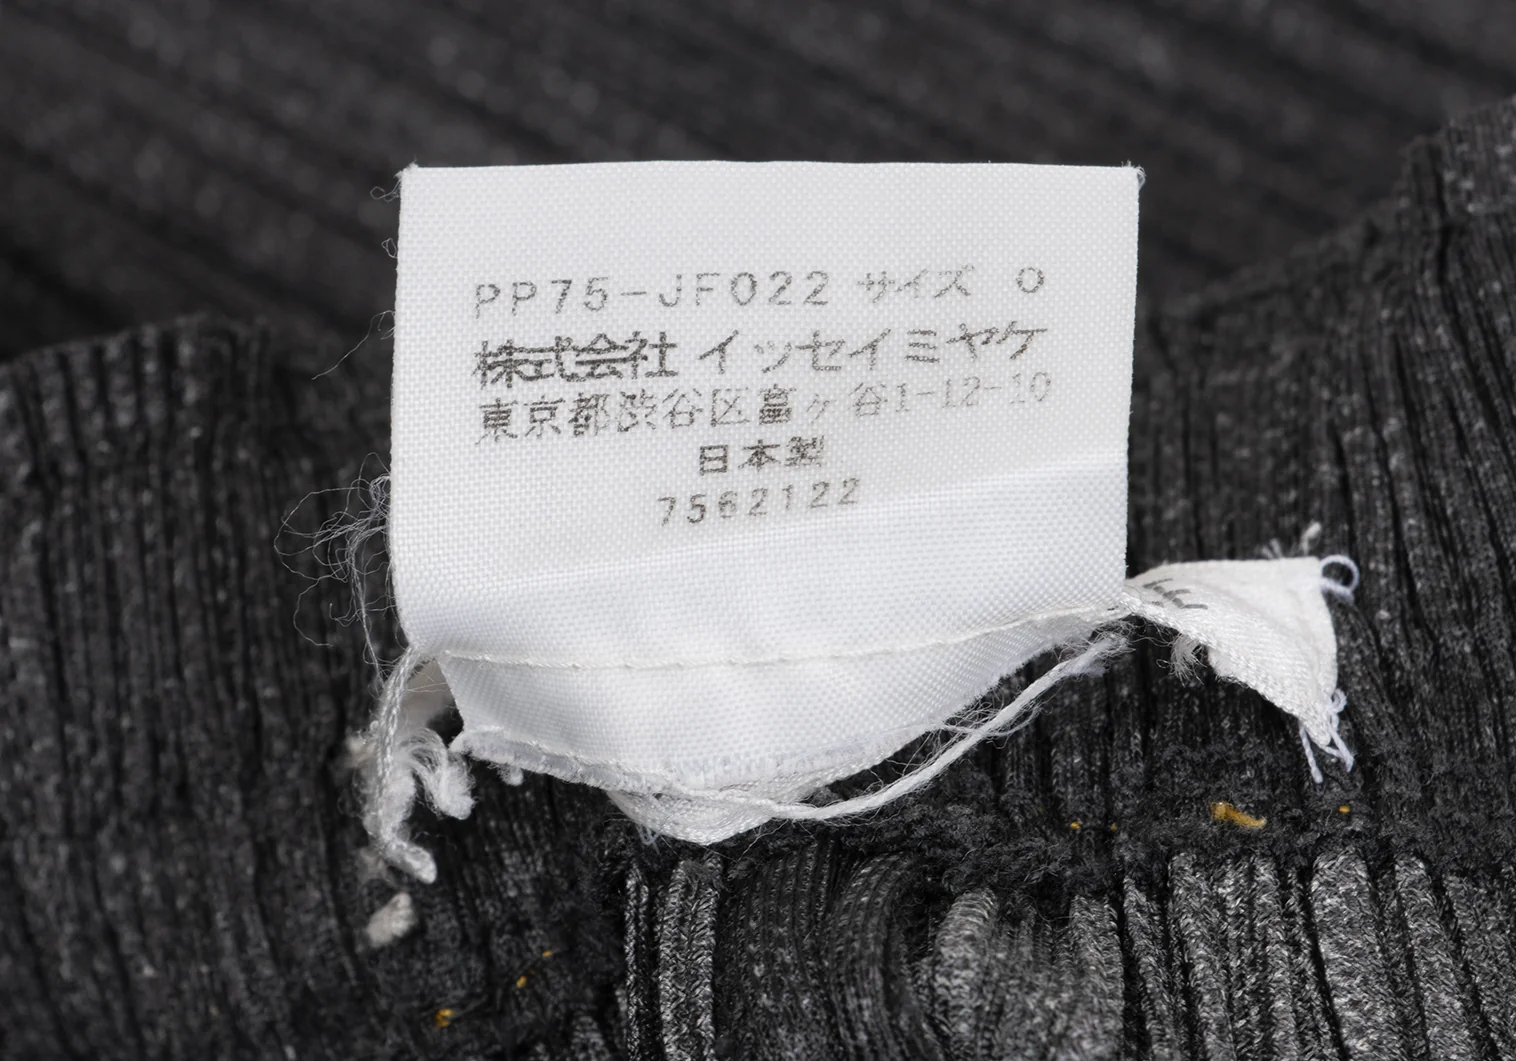 PP75-JF022 サイズ O
株式会社 イッセイミヤケ
東京都渋谷区富ヶ谷1-12-10
日本製
7562122